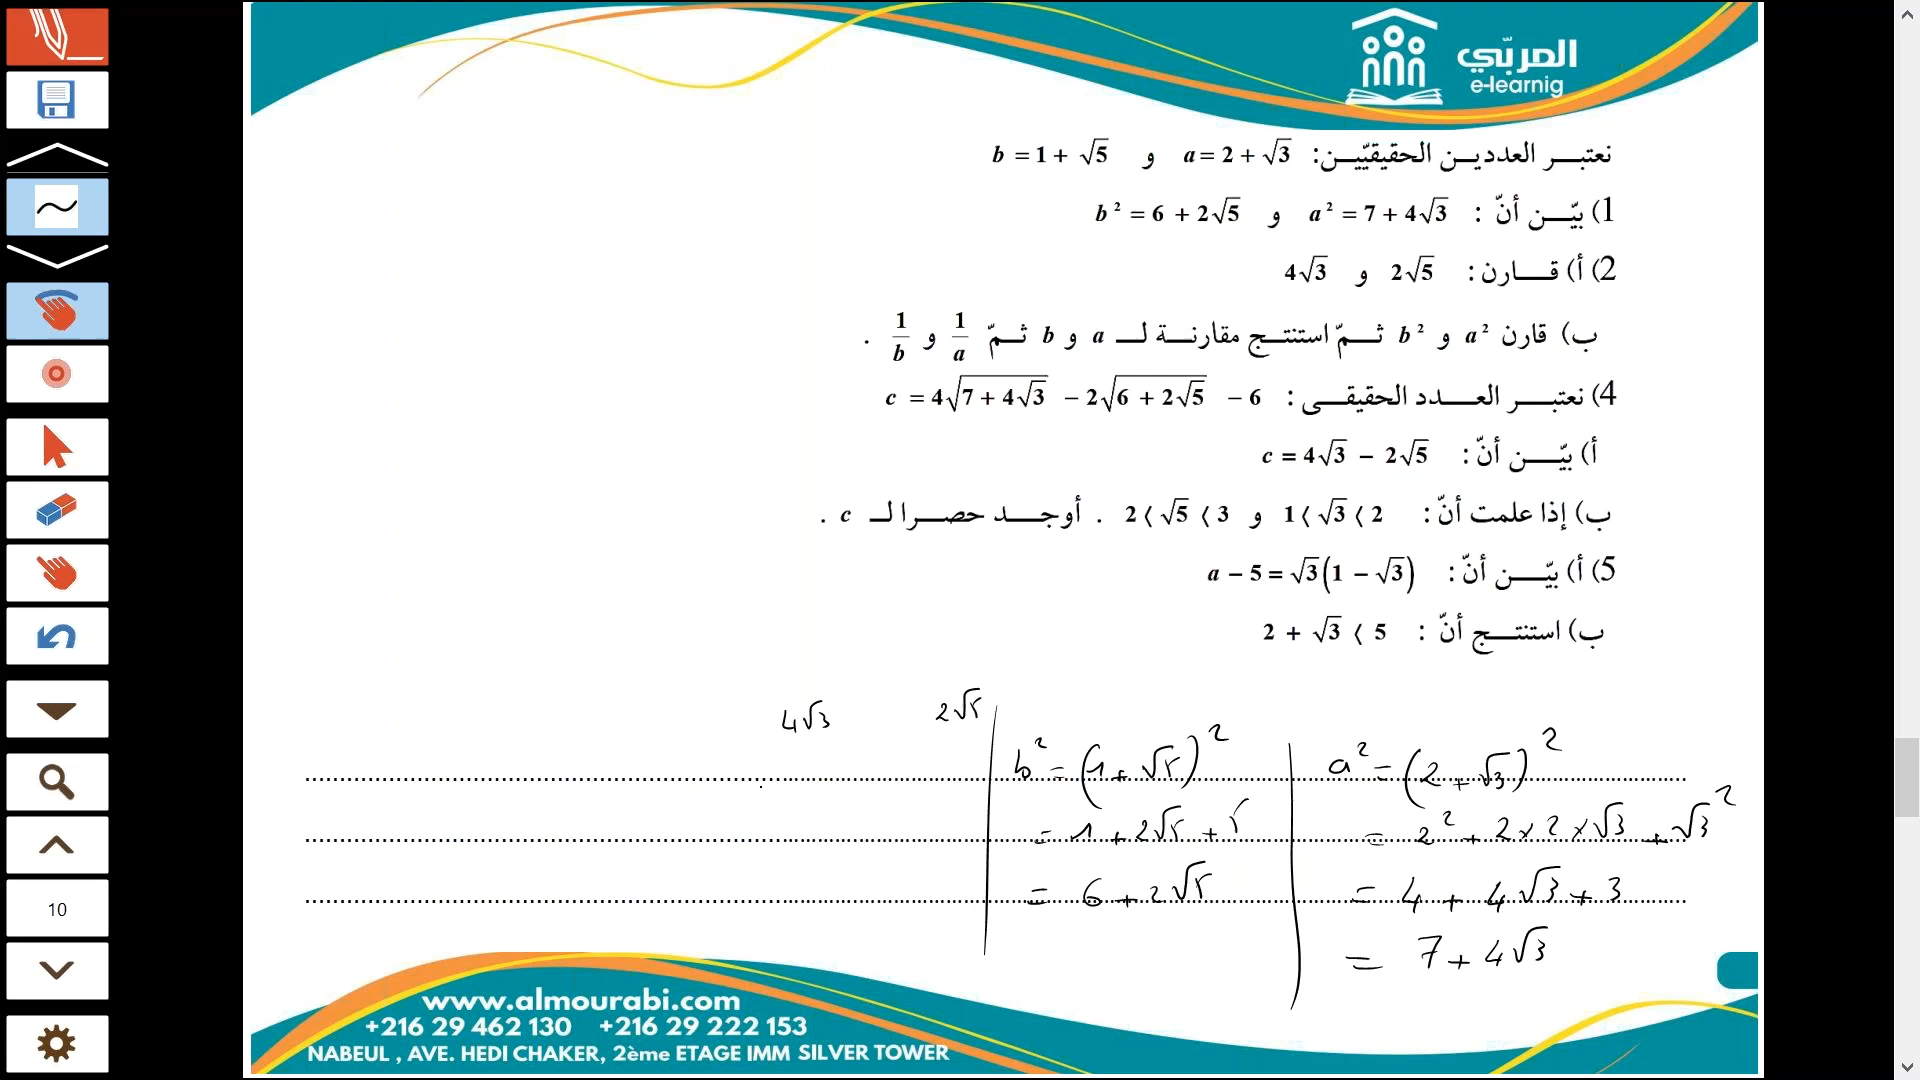 المربّي
e-learnig
نعتبر العددين الحقيقيّين: a = 2 + √3 و b = 1 + √5
1) بيّن أنّ : a² = 7 + 4√3 و b² = 6 + 2√5
2) أ) قارن : 2√5 و 4√3
ب) قارن a² و b² ثمّ استنتج مقارنة لـ a و b ثمّ 1/a و 1/b .
4) نعتبر العدد الحقيقى : c = 4√(7 + 4√3) − 2√(6 + 2√5) − 6
أ) بيّن أنّ : c = 4√3 − 2√5
ب) إذا علمت أنّ : 1⟨√3⟨2 و 2⟨√5⟨3 . أوجد حصرا لـ c .
5) أ) بيّن أنّ : a − 5 = √3(1 − √3)
ب) استنتج أنّ : 2 + √3 ⟨ 5
4√3 2√5
a² = (2 + √3)²
= 2² + 2 × 2 × √3 + √3²
= 4 + 4√3 + 3
= 7 + 4√3
b² = (1 + √5)²
= 1 + 2√5 + 5
= 6 + 2√5
10
www.almourabi.com
+216 29 462 130 +216 29 222 153
NABEUL , AVE. HEDI CHAKER, 2ème ETAGE IMM SILVER TOWER